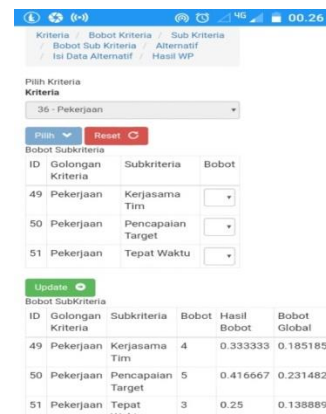 4G 00.26
Kriteria / Bobot Kriteria / Sub Kriteria
/ Bobot Sub Kriteria / Alternatif
/ Isi Data Alternatif / Hasil WP
Pilih Kriteria
Kriteria
36 - Pekerjaan
Pilih Reset
Bobot Subkriteria
ID Golongan Subkriteria Bobot
Kriteria
49 Pekerjaan Kerjasama
Tim
50 Pekerjaan Pencapaian
Target
51 Pekerjaan Tepat Waktu
Update
Bobot SubKriteria
ID Golongan Subkriteria Bobot Hasil Bobot
Kriteria Bobot Global
49 Pekerjaan Kerjasama 4 0.333333 0.185185
Tim
50 Pekerjaan Pencapaian 5 0.416667 0.231482
Target
51 Pekerjaan Tepat 3 0.25 0.138889